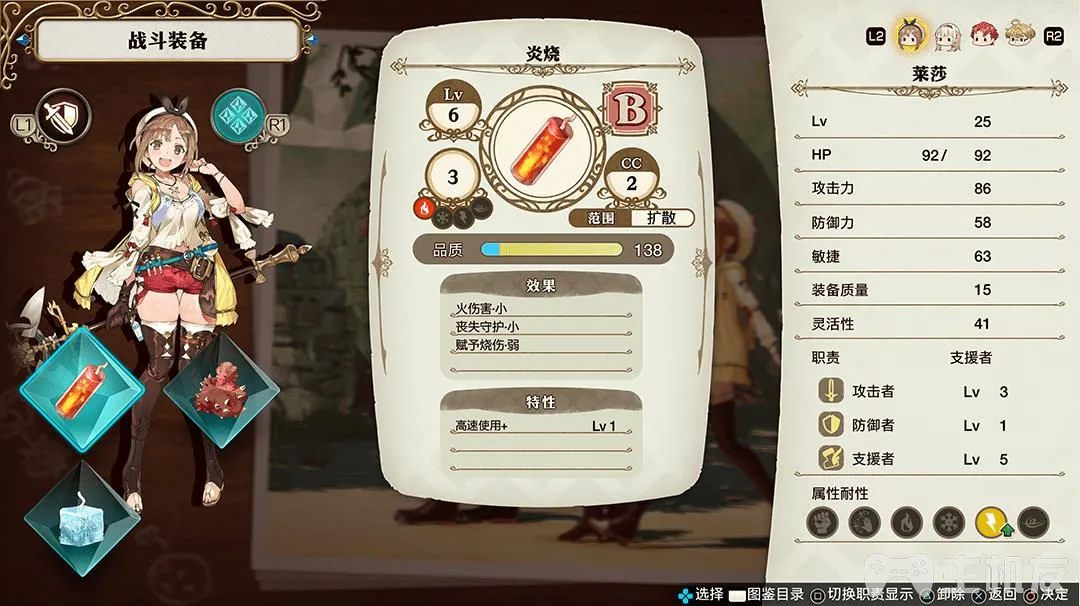 战斗装备
L1
R1
炎烧
Lv
6
B
3
CC
2
范围 扩散
品质 138
效果
火伤害·小
丧失守护·小
赋予烧伤·弱
特性
高速使用+ Lv 1
L2 R2
莱莎
Lv 25
HP 92/ 92
攻击力 86
防御力 58
敏捷 63
装备质量 15
灵活性 41
职责 支援者
攻击者 Lv 3
防御者 Lv 1
支援者 Lv 5
属性耐性
主机友
选择 图鉴目录 切换职责显示 卸除 返回 决定